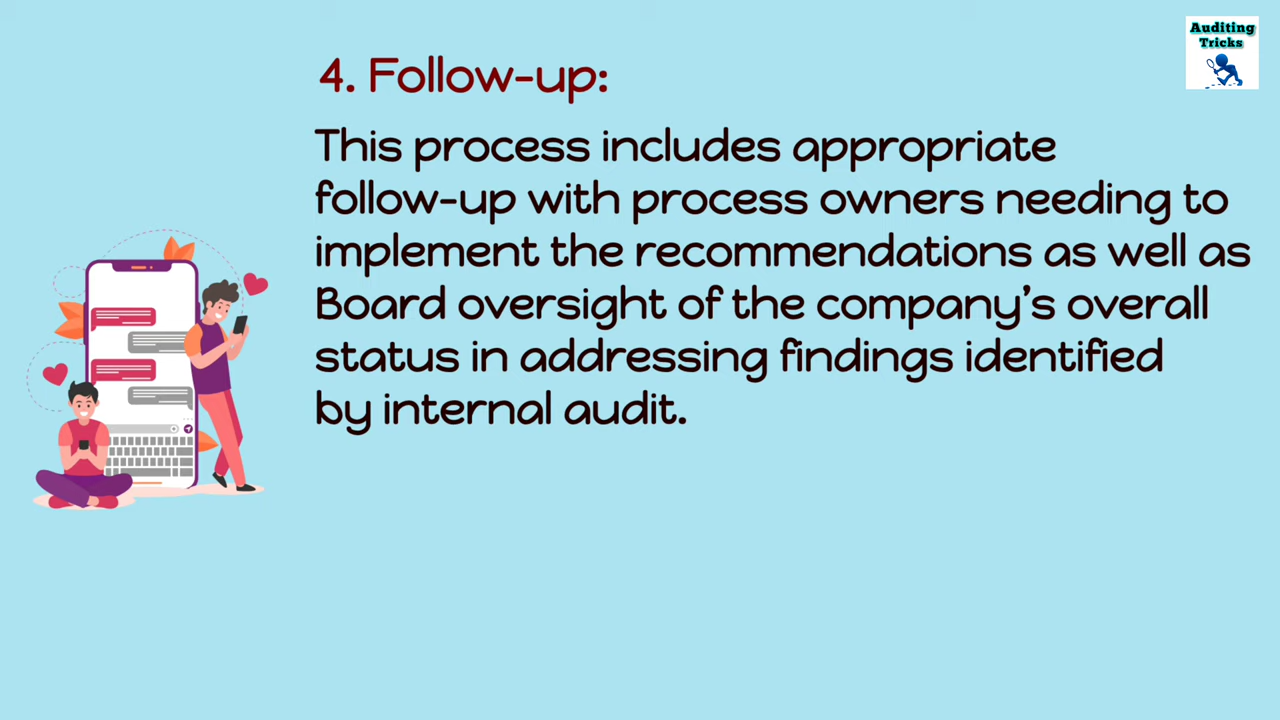 Auditing
Tricks
4. Follow-up:
This process includes appropriate
follow-up with process owners needing to
implement the recommendations as well as
Board oversight of the company's overall
status in addressing findings identified
by internal audit.